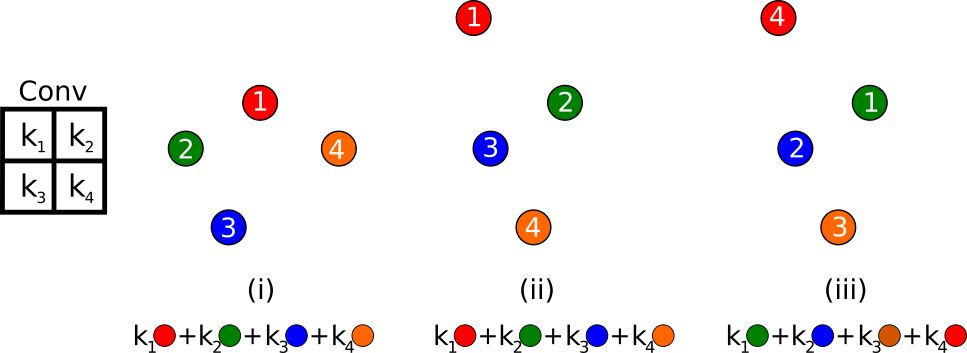 Conv
k1 k2
k3 k4
1
2
4
3
(i)
k1 +k2 +k3 +k4
1
2
3
4
(ii)
k1 +k2 +k3 +k4
4
1
2
3
(iii)
k1 +k2 +k3 +k4